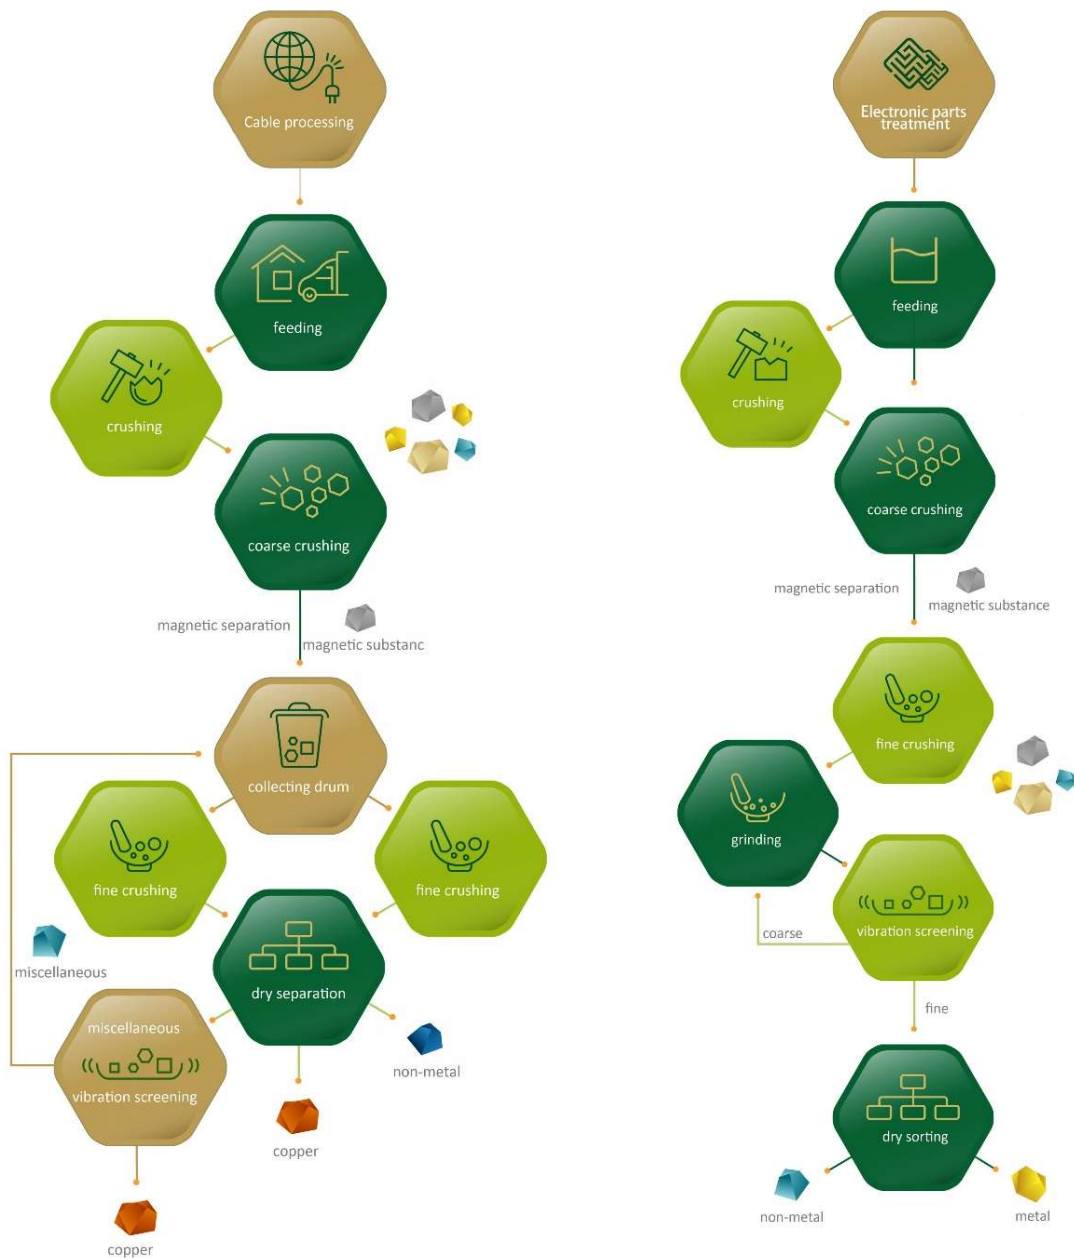 Cable processing
feeding
crushing
coarse crushing
magnetic separation
magnetic substanc
collecting drum
fine crushing
fine crushing
miscellaneous
dry separation
miscellaneous
vibration screening
non-metal
copper
copper
Electronic parts
treatment
feeding
crushing
coarse crushing
magnetic separation
magnetic substance
fine crushing
grinding
coarse
vibration screening
fine
dry sorting
non-metal
metal